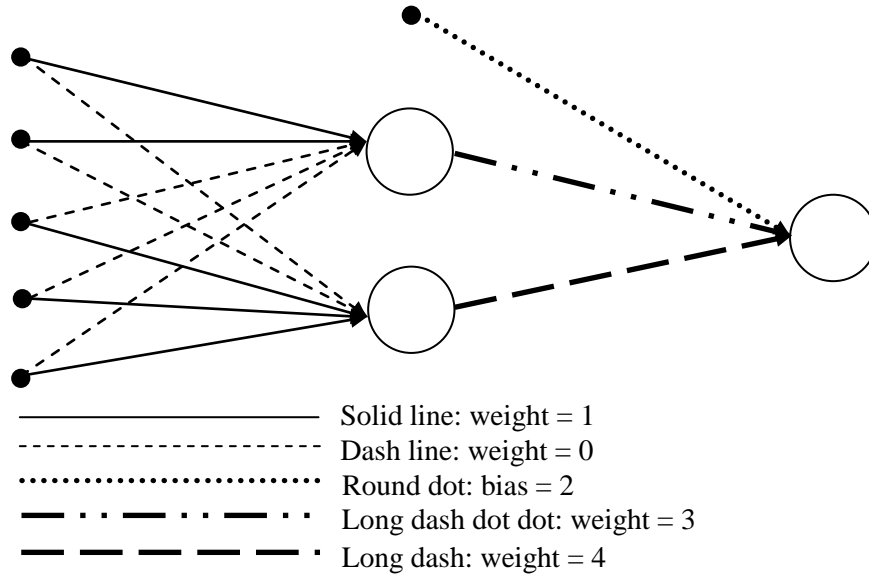 Solid line: weight = 1
Dash line: weight = 0
Round dot: bias = 2
Long dash dot dot: weight = 3
Long dash: weight = 4